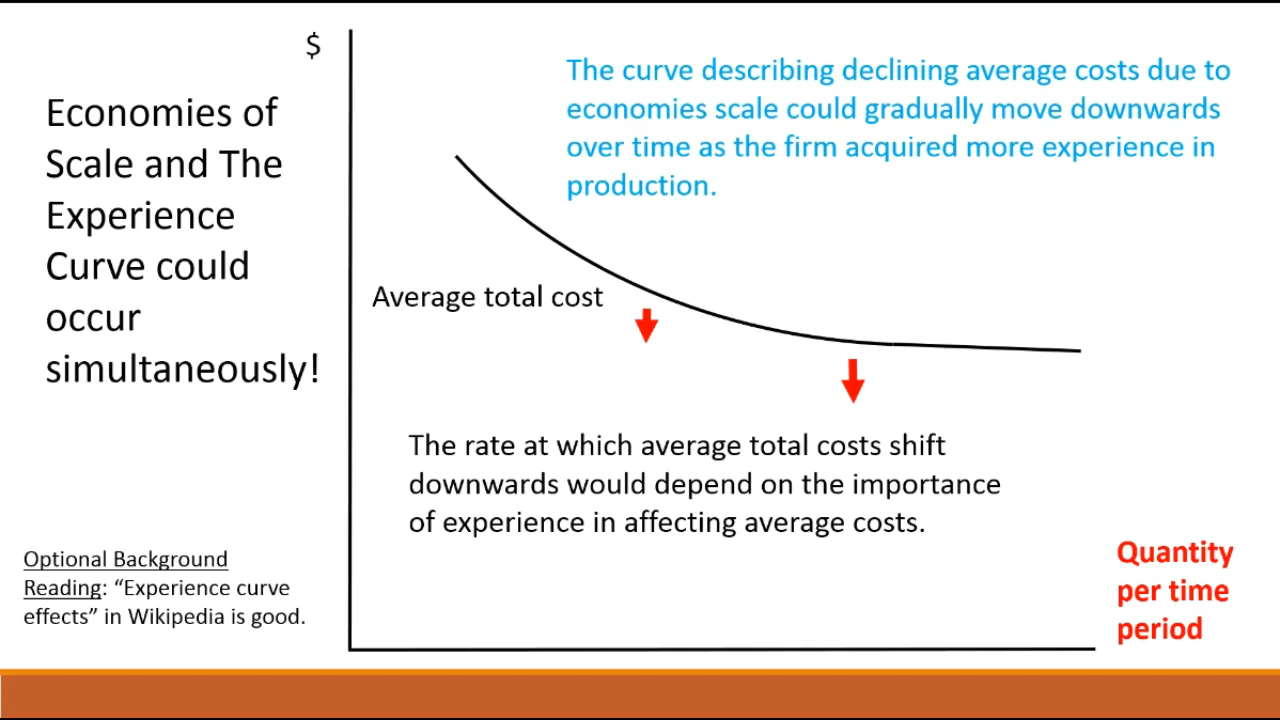 $
Economies of
Scale and The
Experience
Curve could
occur
simultaneously!
The curve describing declining average costs due to
economies scale could gradually move downwards
over time as the firm acquired more experience in
production.
Average total cost
The rate at which average total costs shift
downwards would depend on the importance
of experience in affecting average costs.
Optional Background
Reading: “Experience curve
effects” in Wikipedia is good.
Quantity
per time
period